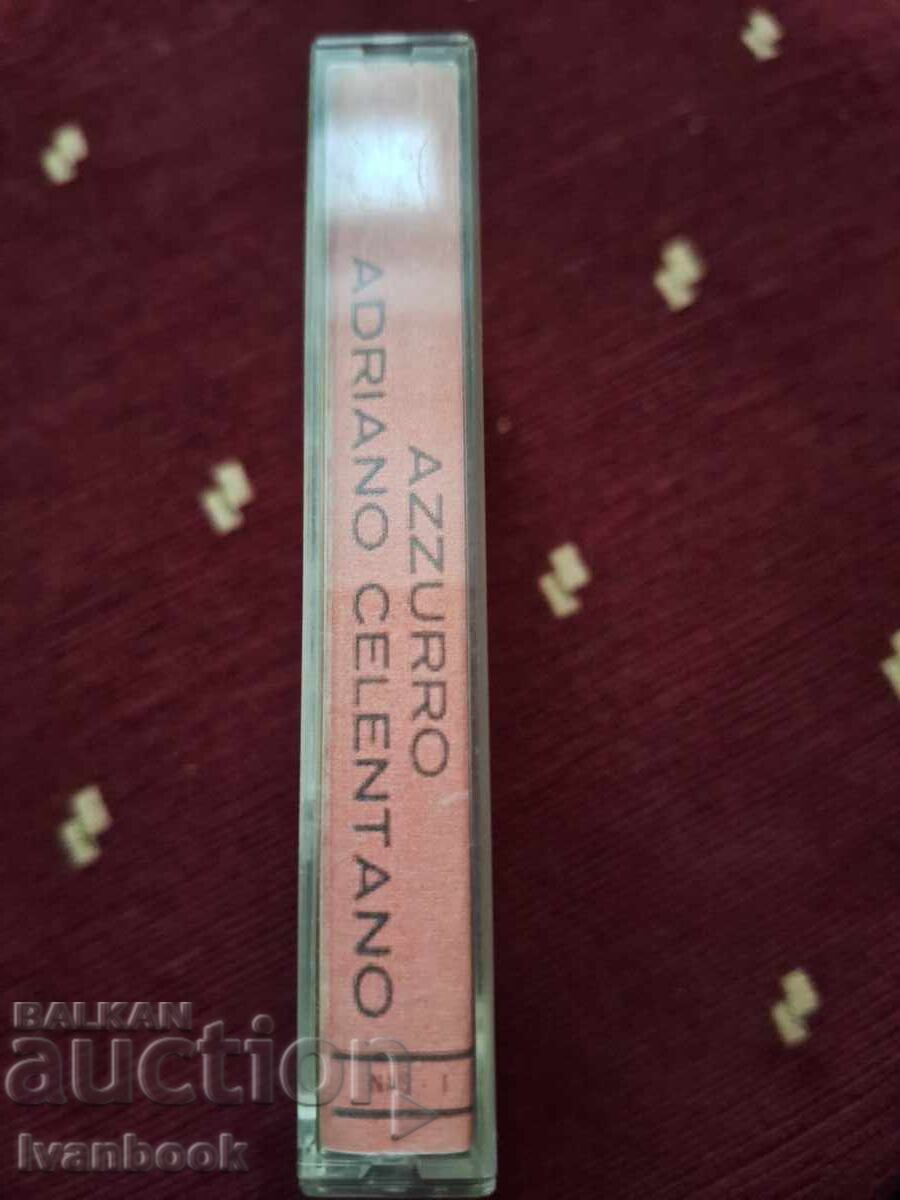 AZZURRO
ADRIANO CELENTANO
BALKAN
auction
Ivanbook